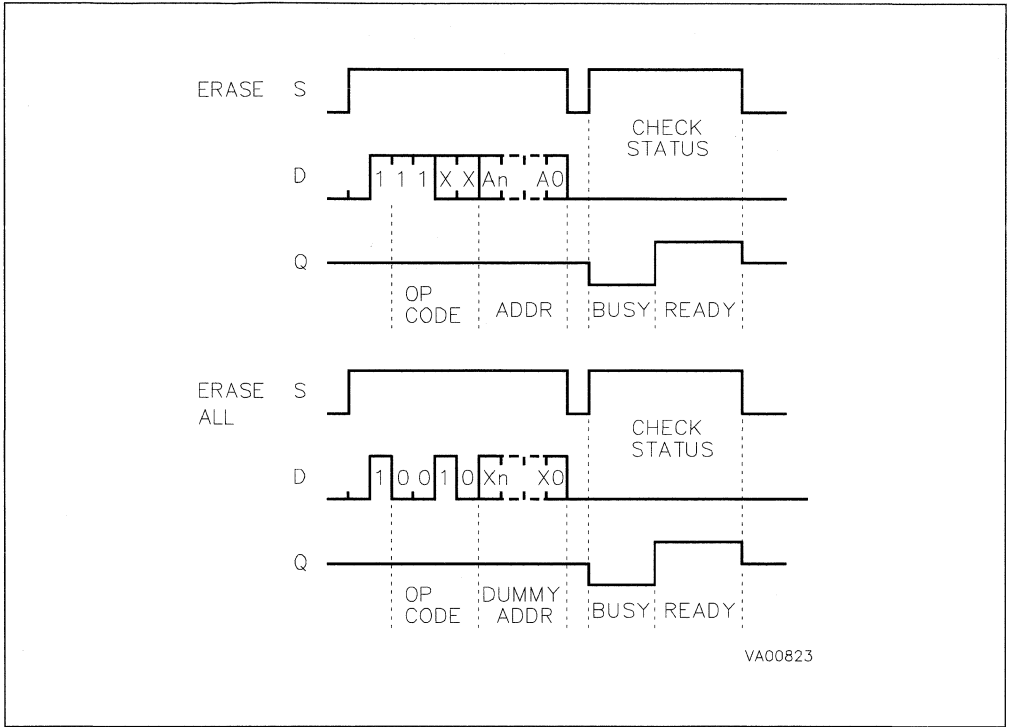 ERASE S
CHECK
STATUS
D 1 1 1 X X An A0
Q
OP
CODE ADDR BUSY READY
ERASE S
ALL
CHECK
STATUS
D 1 0 0 1 0 Xn X0
Q
OP DUMMY
CODE ADDR BUSY READY
VA00823